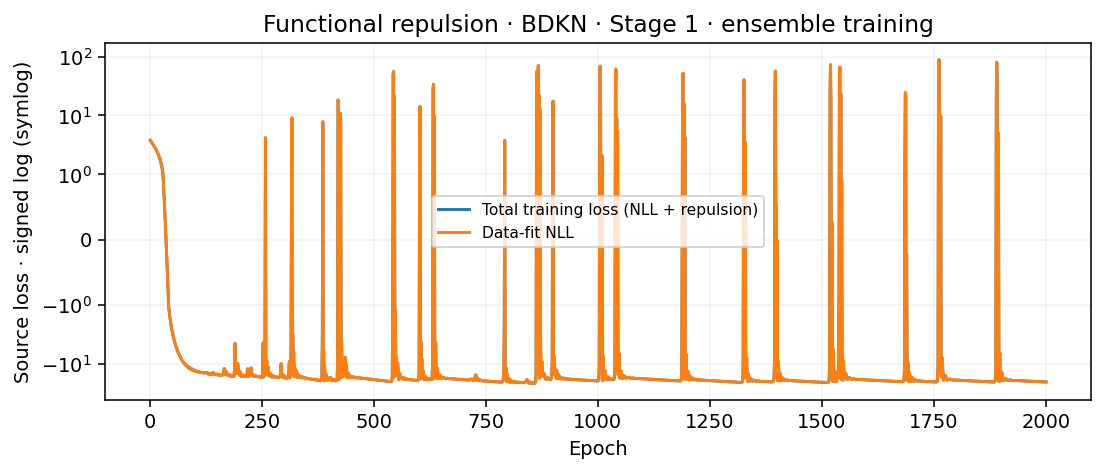 Functional repulsion · BDKN · Stage 1 · ensemble training
Source loss · signed log (symlog)
10²
10¹
10⁰
0
−10⁰
−10¹
Total training loss (NLL + repulsion)
Data-fit NLL
0 250 500 750 1000 1250 1500 1750 2000
Epoch